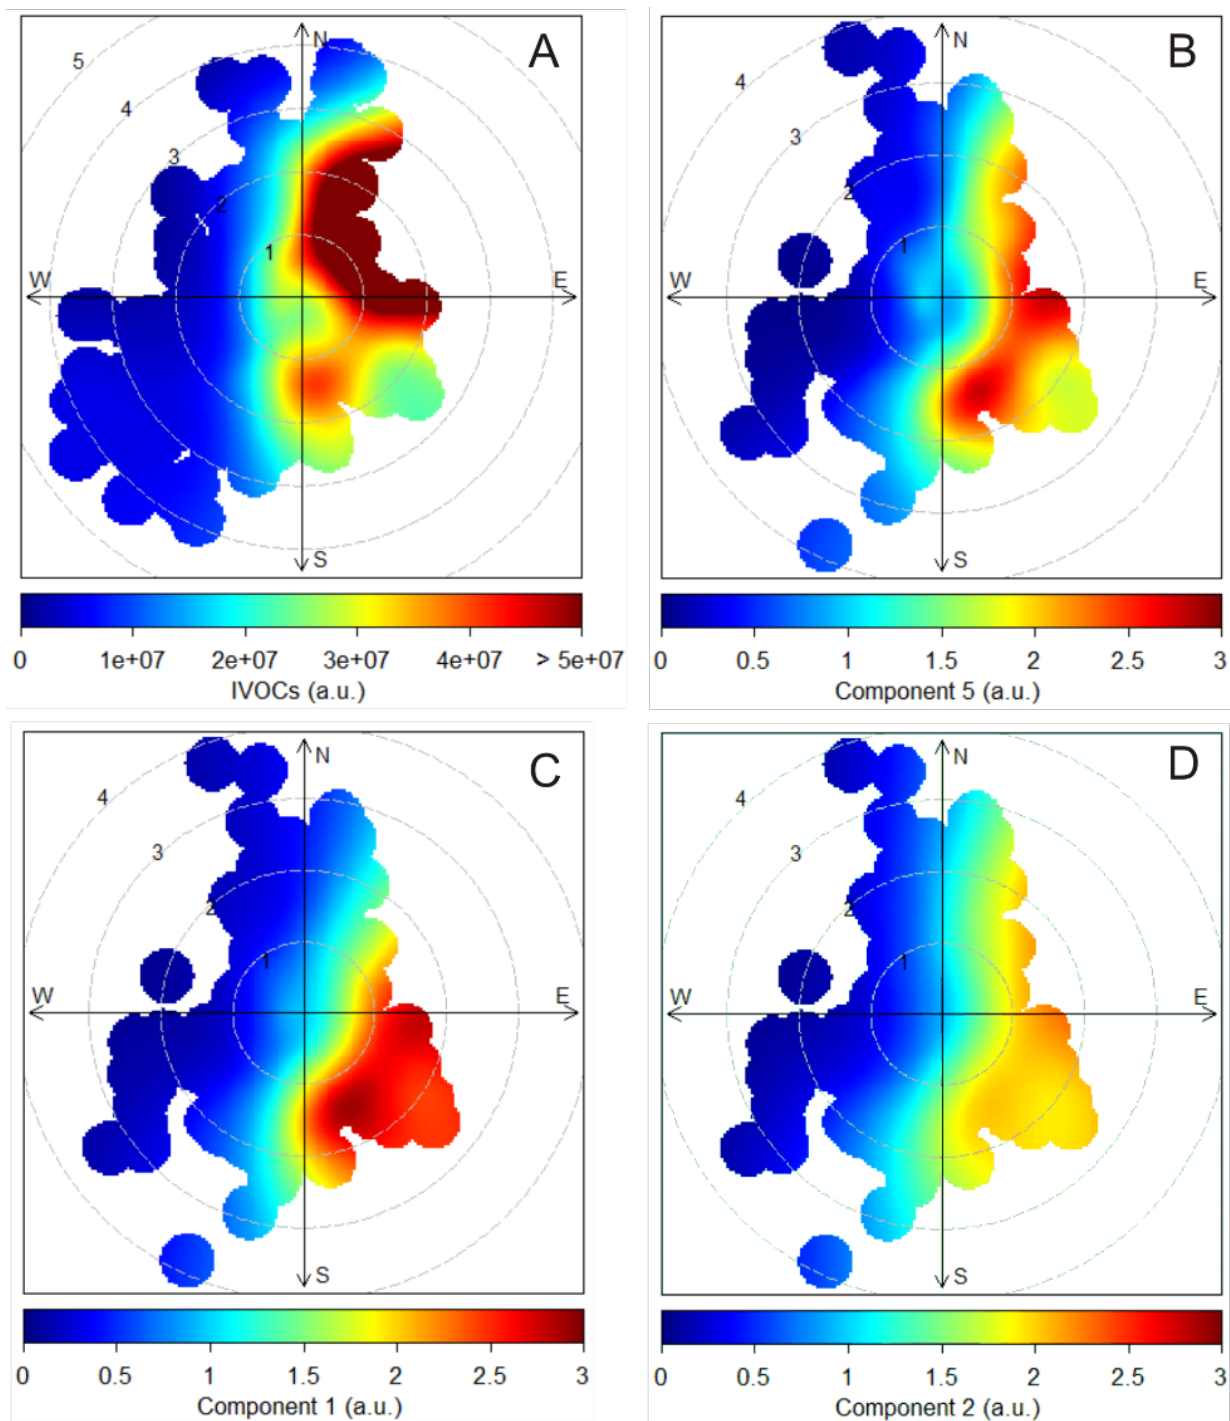 A
N
5
4
3
2
1
W
E
S
0 1e+07 2e+07 3e+07 4e+07 > 5e+07
IVOCs (a.u.)
B
N
4
3
2
1
W
E
S
0 0.5 1 1.5 2 2.5 3
Component 5 (a.u.)
C
N
4
3
2
1
W
E
S
0 0.5 1 1.5 2 2.5 3
Component 1 (a.u.)
D
N
4
3
2
1
W
E
S
0 0.5 1 1.5 2 2.5 3
Component 2 (a.u.)